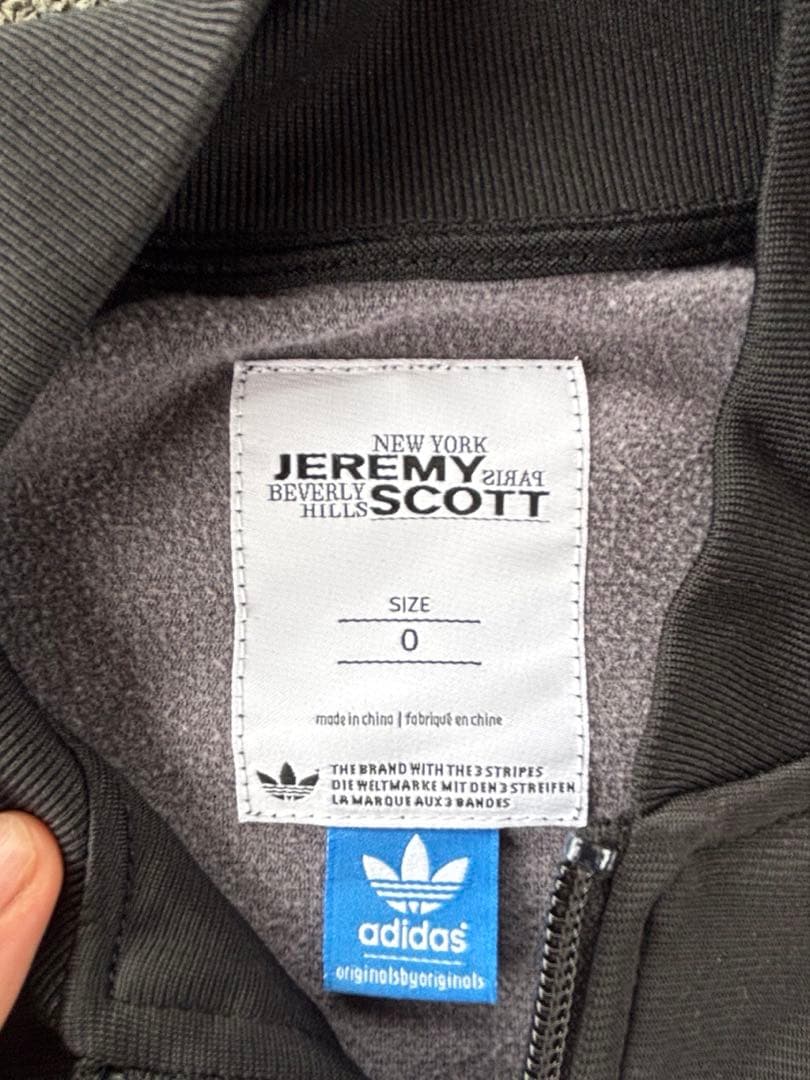 NEW YORK
JEREMY PARIS
BEVERLY SCOTT
HILLS
SIZE
0
made in china | fabriqué en chine
THE BRAND WITH THE 3 STRIPES
DIE WELTMARKE MIT DEN 3 STREIFEN
LA MARQUE AUX 3 BANDES
adidas
originalsbyoriginals